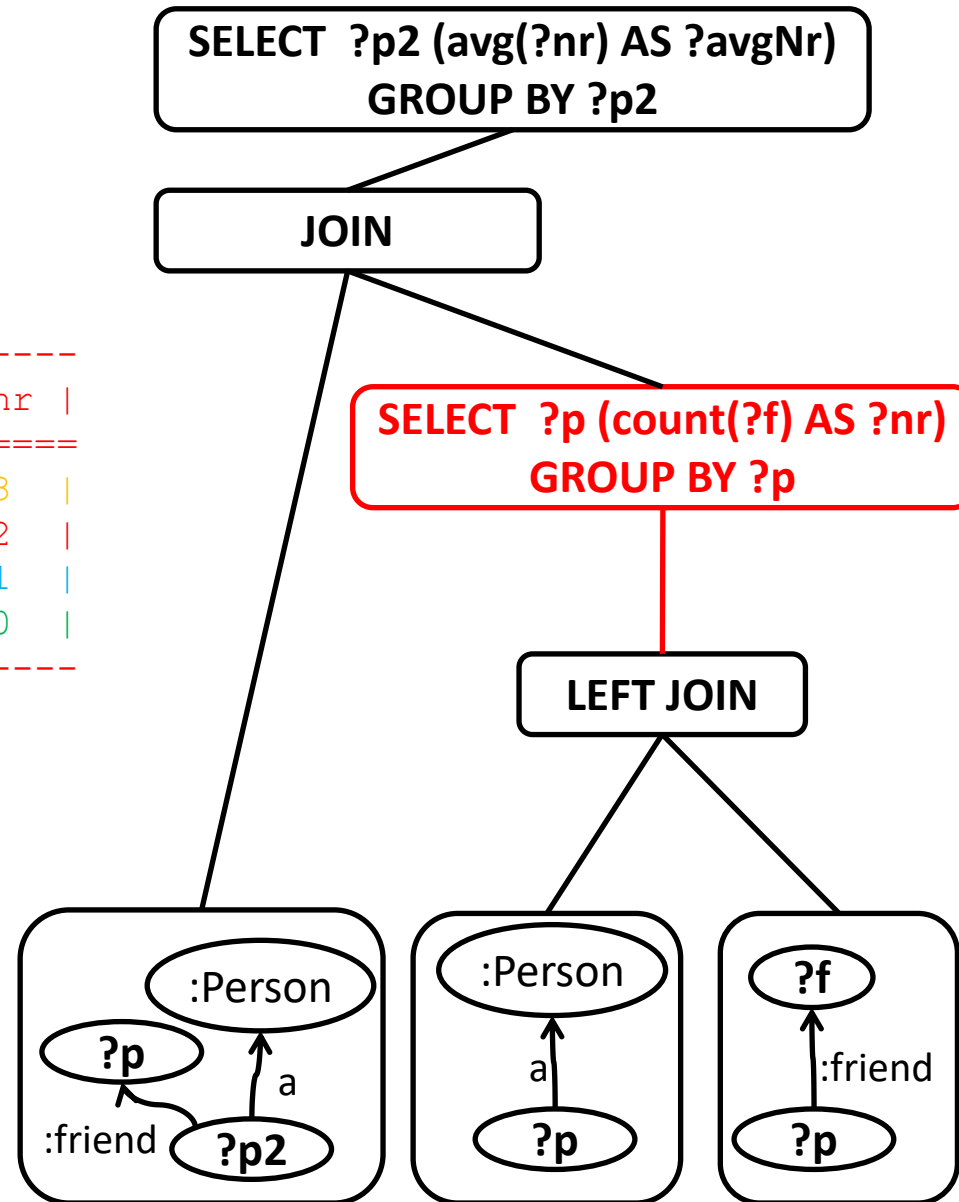 SELECT ?p2 (avg(?nr) AS ?avgNr)
GROUP BY ?p2
JOIN
----
nr |
====
3 |
2 |
1 |
0 |
----
SELECT ?p (count(?f) AS ?nr)
GROUP BY ?p
LEFT JOIN
:Person
?p
a
:friend
?p2
:Person
a
?p
?f
:friend
?p